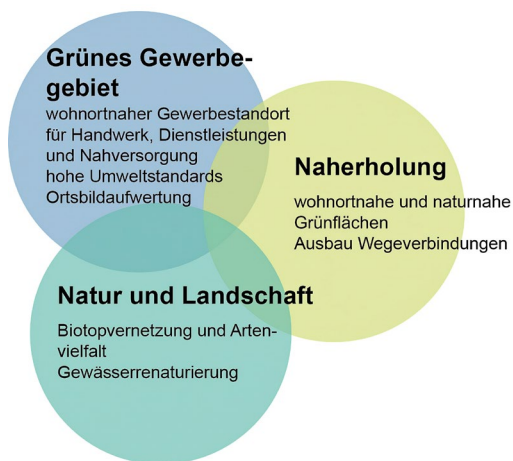 Grünes Gewerbe-
gebiet
wohnortnaher Gewerbestandort
für Handwerk, Dienstleistungen
und Nahversorgung
hohe Umweltstandards
Ortsbildaufwertung
Naherholung
wohnortnahe und naturnahe
Grünflächen
Ausbau Wegeverbindungen
Natur und Landschaft
Biotopvernetzung und Arten-
vielfalt
Gewässerrenaturierung